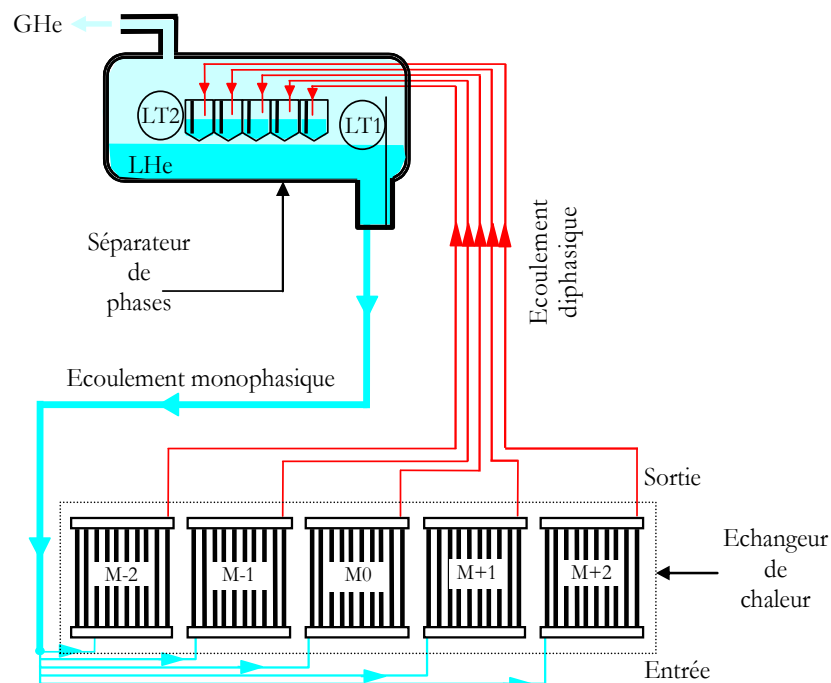 GHe
LT2
LT1
LHe
Séparateur
de
phases
Ecoulement
diphasique
Ecoulement monophasique
Sortie
M-2
M-1
M0
M+1
M+2
Echangeur
de
chaleur
Entrée